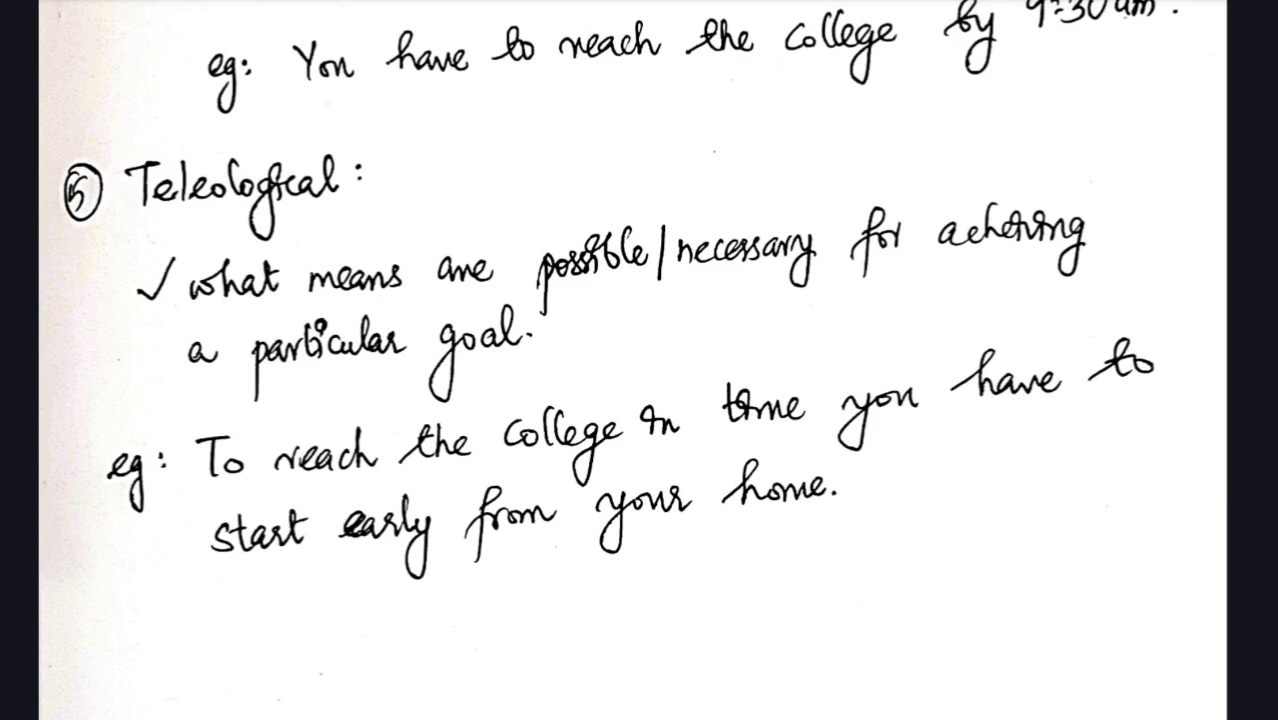 eg: You have to reach the college by 9:30 am.
⑤ Teleological:
✓ what means are possible/necessary for acheiving
a particular goal.
eg: To reach the college in time you have to
start early from your home.